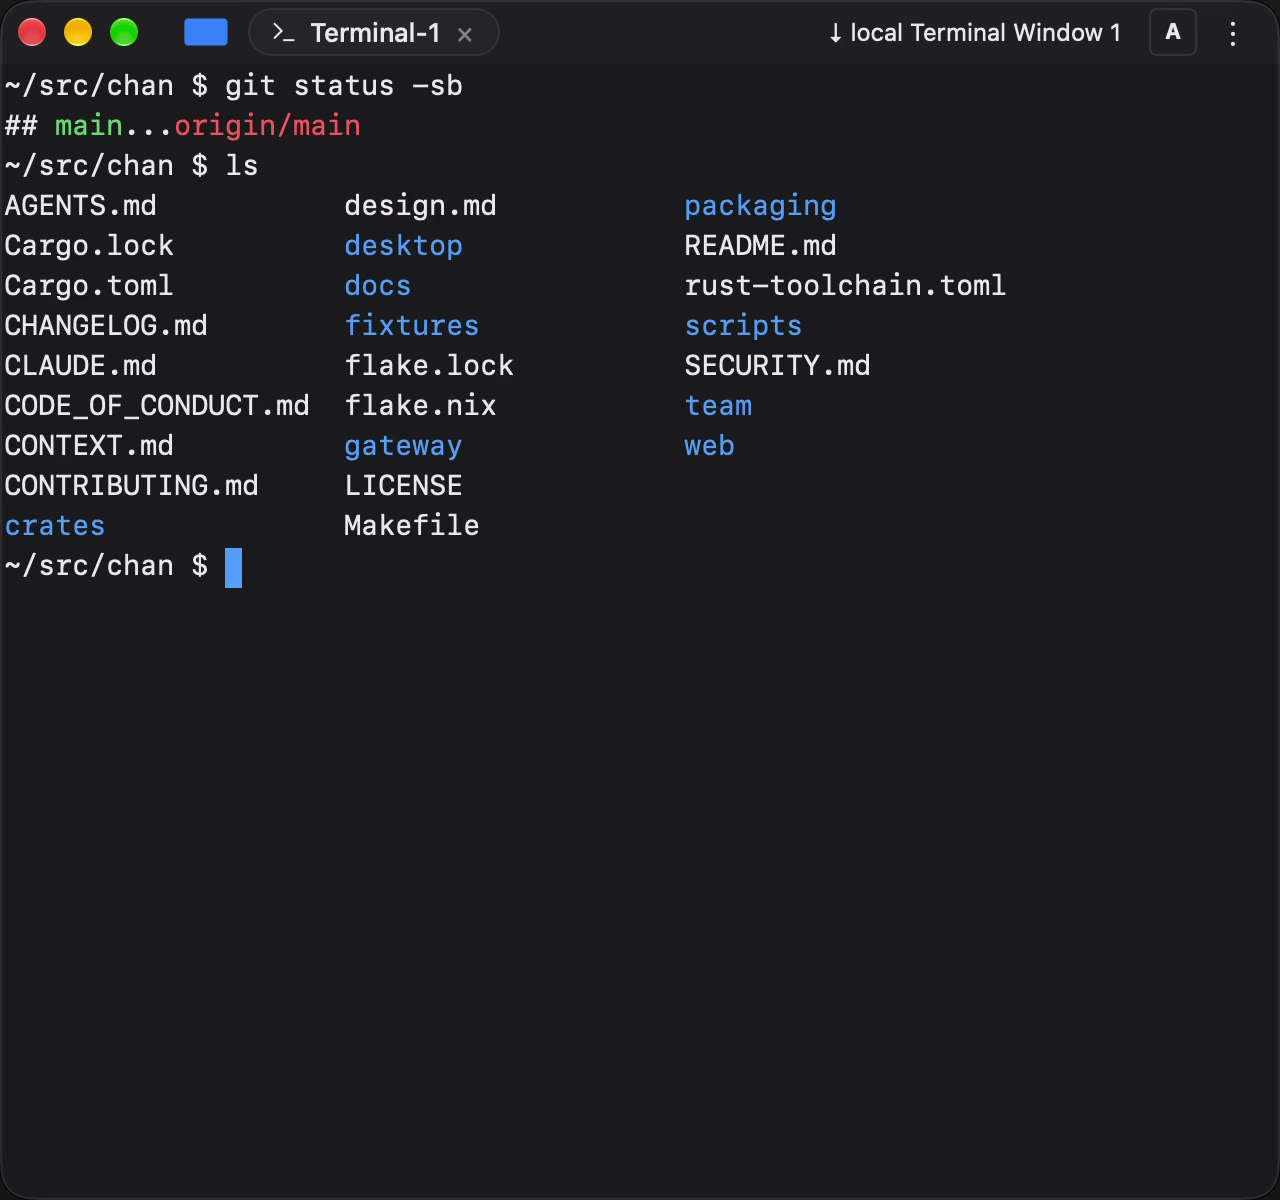 >_ Terminal-1 × ↓ local Terminal Window 1 A ⋮
~/src/chan $ git status -sb
## main...origin/main
~/src/chan $ ls
AGENTS.md design.md packaging
Cargo.lock desktop README.md
Cargo.toml docs rust-toolchain.toml
CHANGELOG.md fixtures scripts
CLAUDE.md flake.lock SECURITY.md
CODE_OF_CONDUCT.md flake.nix team
CONTEXT.md gateway web
CONTRIBUTING.md LICENSE
crates Makefile
~/src/chan $